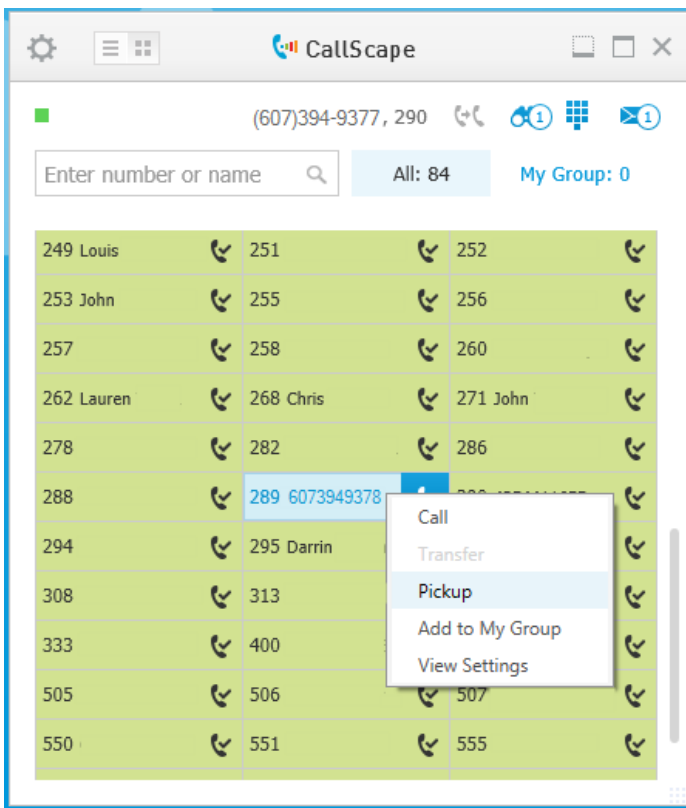 CallScape
(607)394-9377, 290 1 1
Enter number or name All: 84 My Group: 0
249 Louis 251 252
253 John 255 256
257 258 260
262 Lauren 268 Chris 271 John
278 282 286
288 289 6073949378
Call
294 295 Darrin
Transfer
308 313
Pickup
333 400
Add to My Group
View Settings
505 506 507
550 551 555